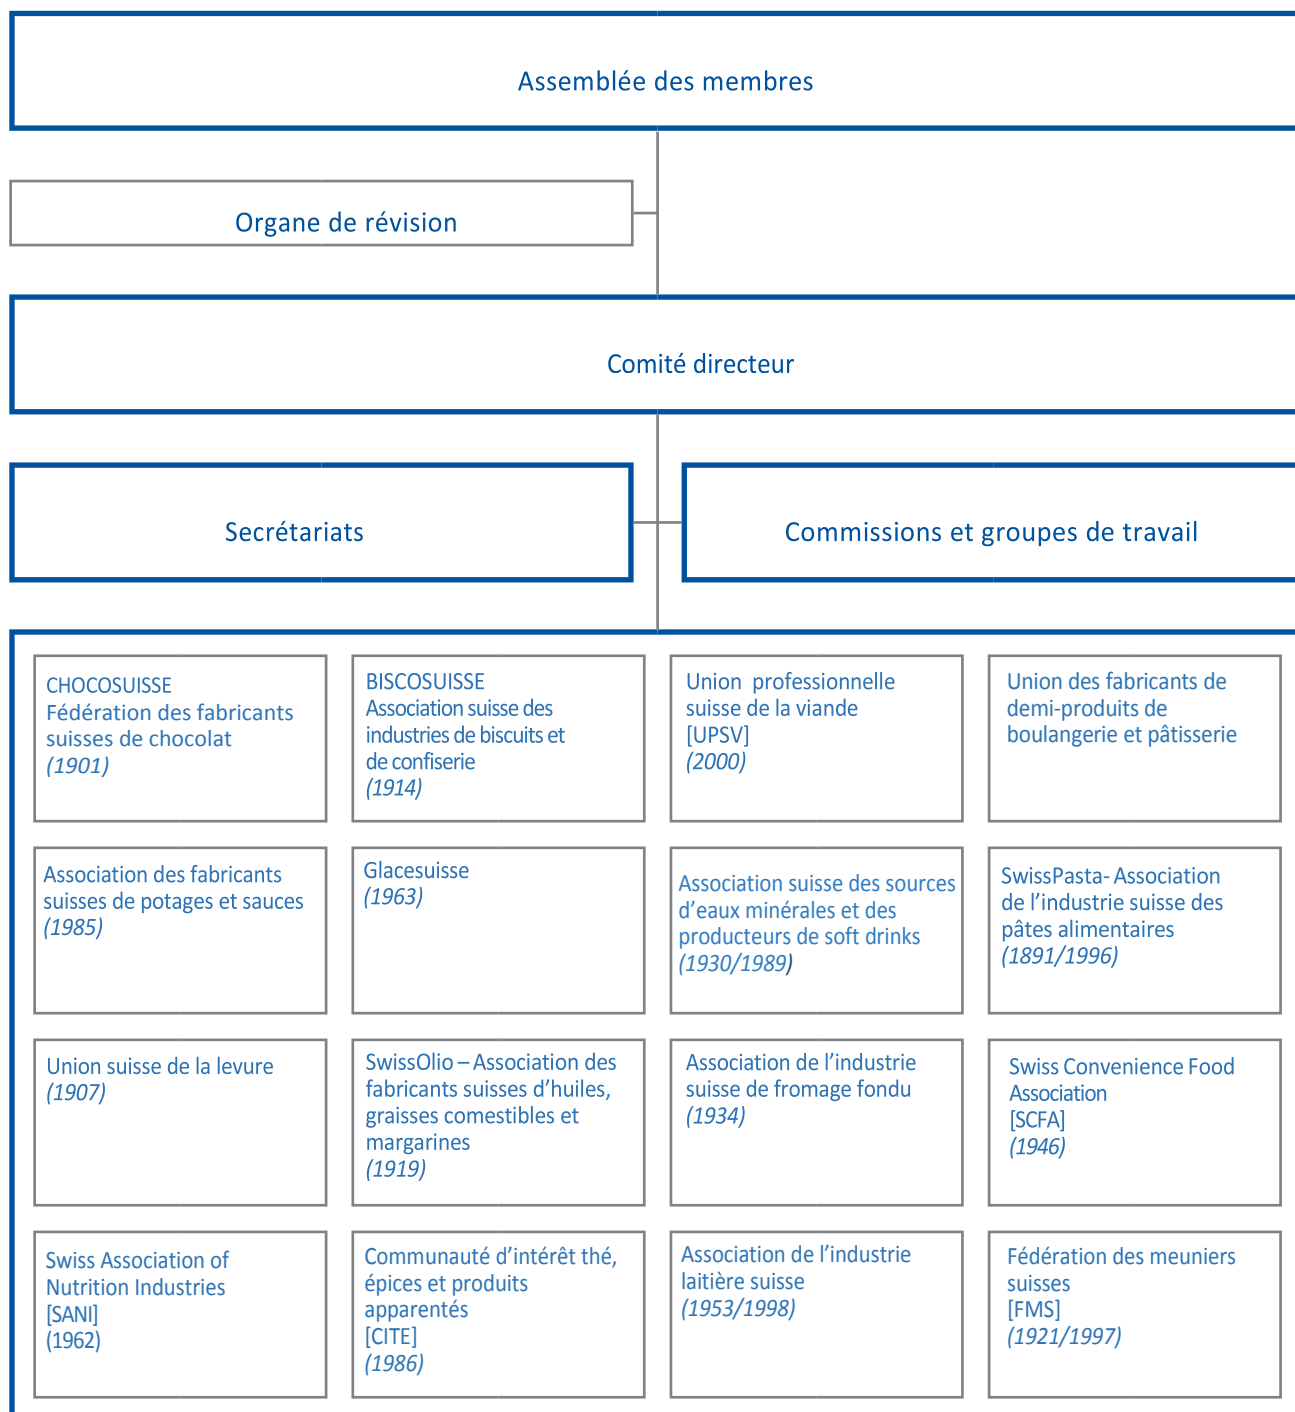 Assemblée des membres
Organe de révision
Comité directeur
Secrétariats
Commissions et groupes de travail
CHOCOSUISSE
Fédération des fabricants
suisses de chocolat
(1901)
BISCOSUISSE
Association suisse des
industries de biscuits et
de confiserie
(1914)
Union professionnelle
suisse de la viande
[UPSV]
(2000)
Union des fabricants de
demi-produits de
boulangerie et pâtisserie
Association des fabricants
suisses de potages et sauces
(1985)
Glacesuisse
(1963)
Association suisse des sources
d’eaux minérales et des
producteurs de soft drinks
(1930/1989)
SwissPasta- Association
de l’industrie suisse des
pâtes alimentaires
(1891/1996)
Union suisse de la levure
(1907)
SwissOlio – Association des
fabricants suisses d’huiles,
graisses comestibles et
margarines
(1919)
Association de l’industrie
suisse de fromage fondu
(1934)
Swiss Convenience Food
Association
[SCFA]
(1946)
Swiss Association of
Nutrition Industries
[SANI]
(1962)
Communauté d’intérêt thé,
épices et produits
apparentés
[CITE]
(1986)
Association de l’industrie
laitière suisse
(1953/1998)
Fédération des meuniers
suisses
[FMS]
(1921/1997)